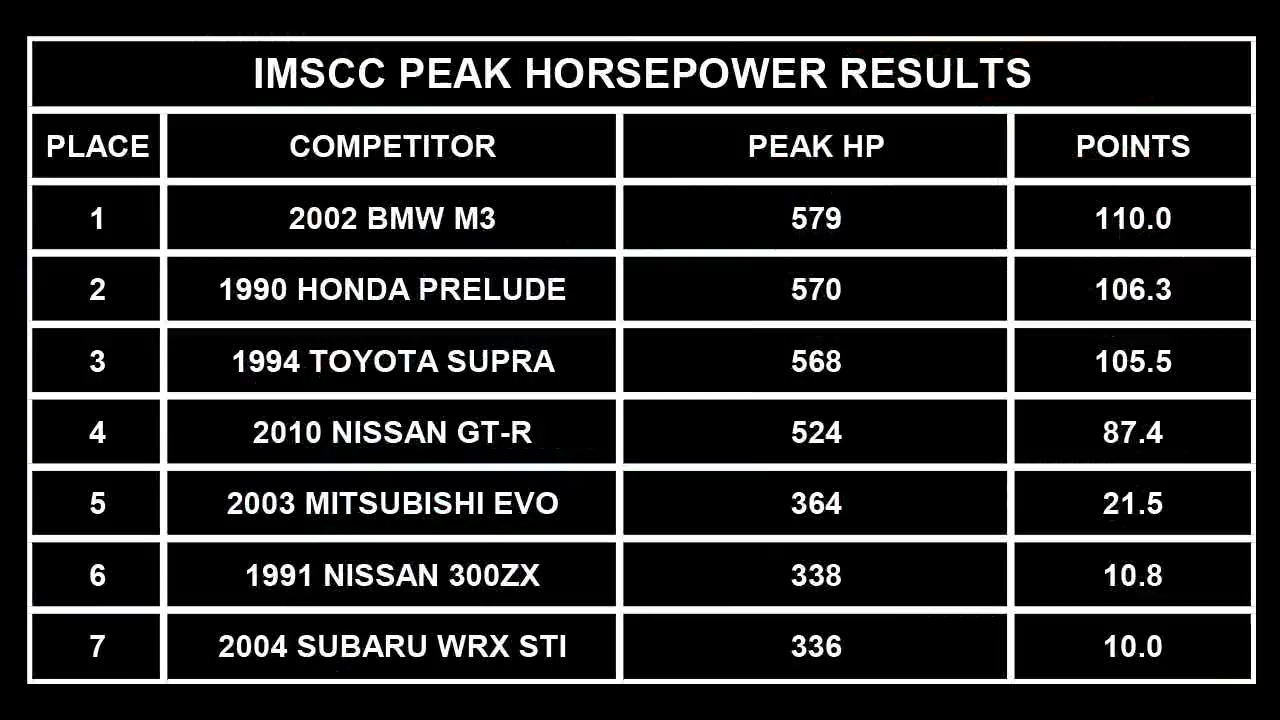 IMSCC PEAK HORSEPOWER RESULTS
PLACE COMPETITOR PEAK HP POINTS
1 2002 BMW M3 579 110.0
2 1990 HONDA PRELUDE 570 106.3
3 1994 TOYOTA SUPRA 568 105.5
4 2010 NISSAN GT-R 524 87.4
5 2003 MITSUBISHI EVO 364 21.5
6 1991 NISSAN 300ZX 338 10.8
7 2004 SUBARU WRX STI 336 10.0